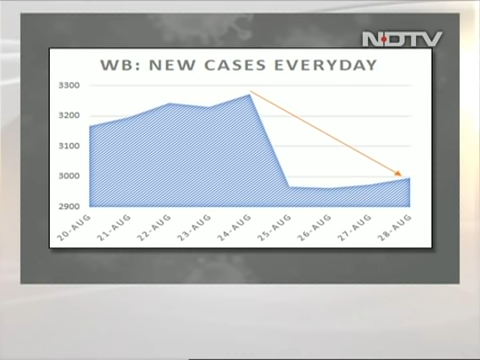 NDTV
WB: NEW CASES EVERYDAY
3300
3200
3100
3000
2900
20-AUG
21-AUG
22-AUG
23-AUG
24-AUG
25-AUG
26-AUG
27-AUG
28-AUG